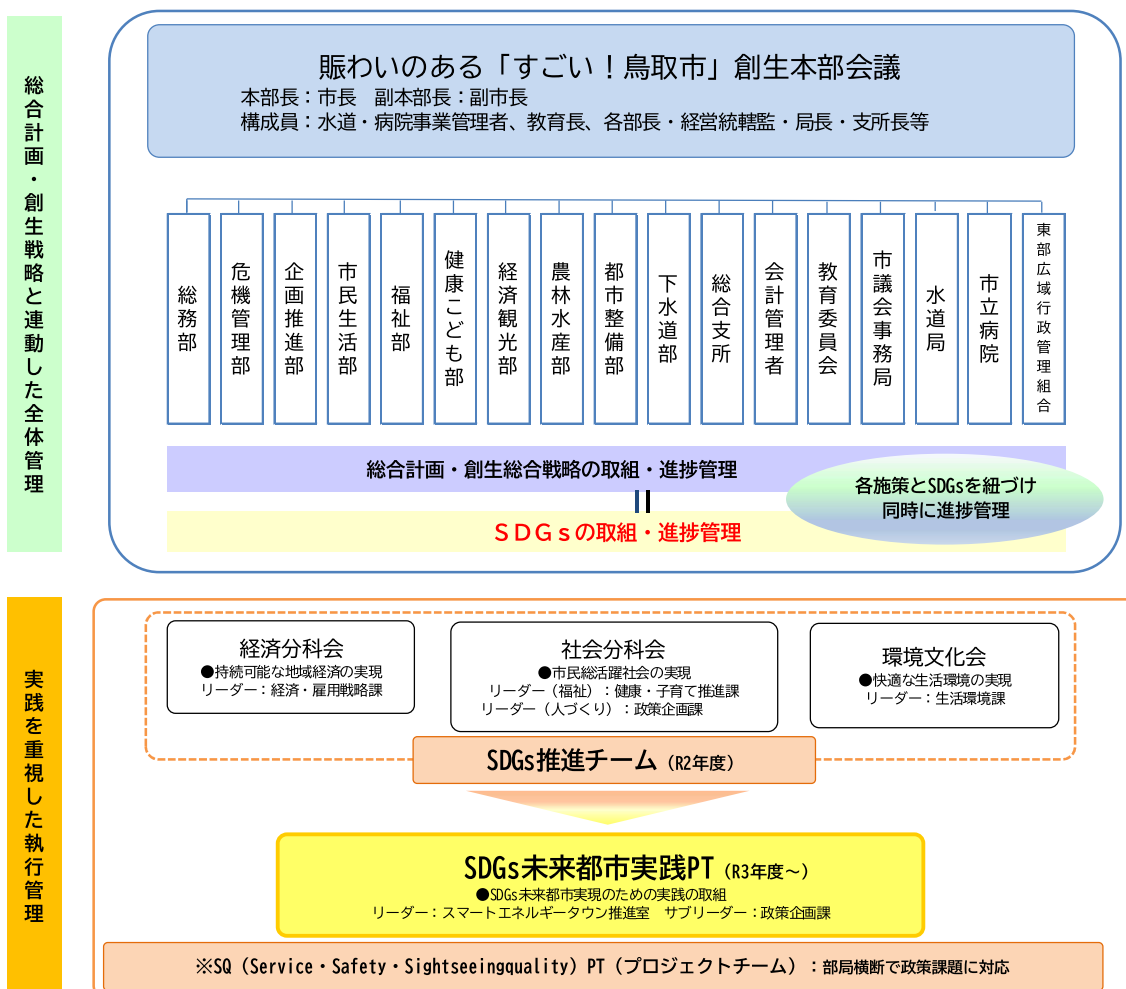 総合計画・創生戦略と連動した全体管理
賑わいのある「すごい！鳥取市」創生本部会議
本部長：市長　副本部長：副市長
構成員：水道・病院事業管理者、教育長、各部長・経営統轄監・局長・支所長等
総務部
危機管理部
企画推進部
市民生活部
福祉部
健康こども部
経済観光部
農林水産部
都市整備部
下水道部
総合支所
会計管理者
教育委員会
市議会事務局
水道局
市立病院
東部広域行政管理組合
総合計画・創生総合戦略の取組・進捗管理
各施策とSDGsを紐づけ
同時に進捗管理
ＳＤＧｓの取組・進捗管理
実践を重視した執行管理
経済分科会
●持続可能な地域経済の実現
リーダー：経済・雇用戦略課
社会分科会
●市民総活躍社会の実現
リーダー（福祉）：健康・子育て推進課
リーダー（人づくり）：政策企画課
環境文化会
●快適な生活環境の実現
リーダー：生活環境課
SDGs推進チーム（R2年度）
SDGs未来都市実践PT（R3年度～）
●SDGs未来都市実現のための実践の取組
リーダー：スマートエネルギータウン推進室　サブリーダー：政策企画課
※SQ（Service・Safety・Sightseeingquality）PT（プロジェクトチーム）：部局横断で政策課題に対応